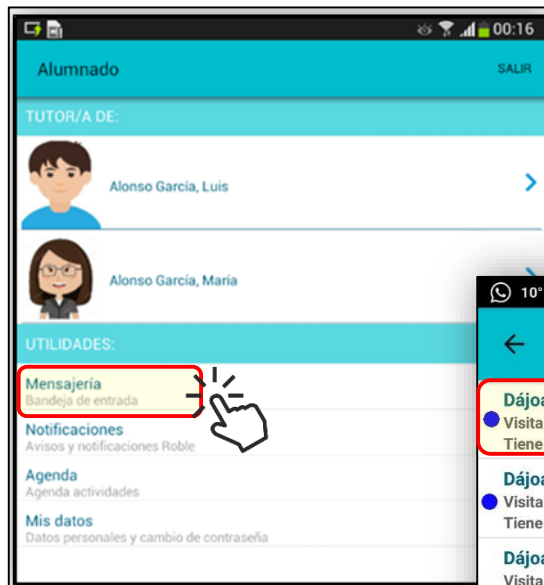 00:16
Alumnado
SALIR
TUTOR/A DE:
Alonso García, Luis
Alonso García, María
UTILIDADES:
Mensajería
Bandeja de entrada
Notificaciones
Avisos y notificaciones Roble
Agenda
Agenda actividades
Mis datos
Datos personales y cambio de contraseña
10°
Dájoa
Visita
Tiene
Dájoa
Visita
Tiene
Dájoa
Visita